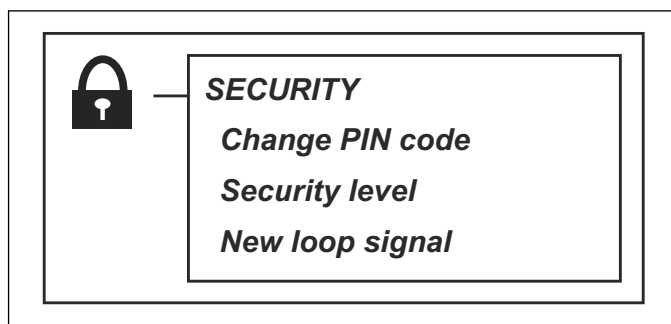 SECURITY
Change PIN code
Security level
New loop signal